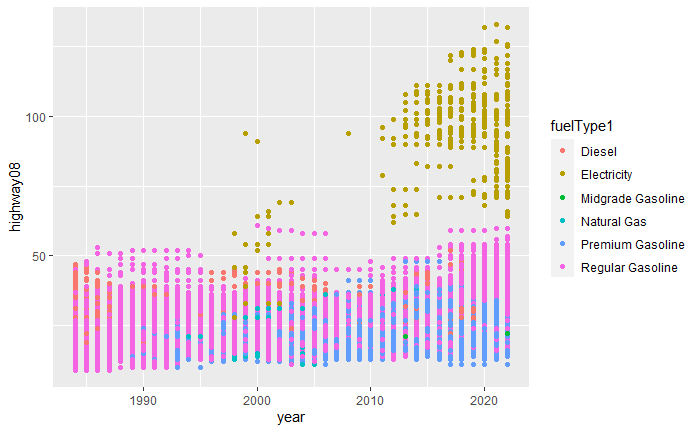 highway08
100
50
1990
2000
2010
2020
year
fuelType1
Diesel
Electricity
Midgrade Gasoline
Natural Gas
Premium Gasoline
Regular Gasoline